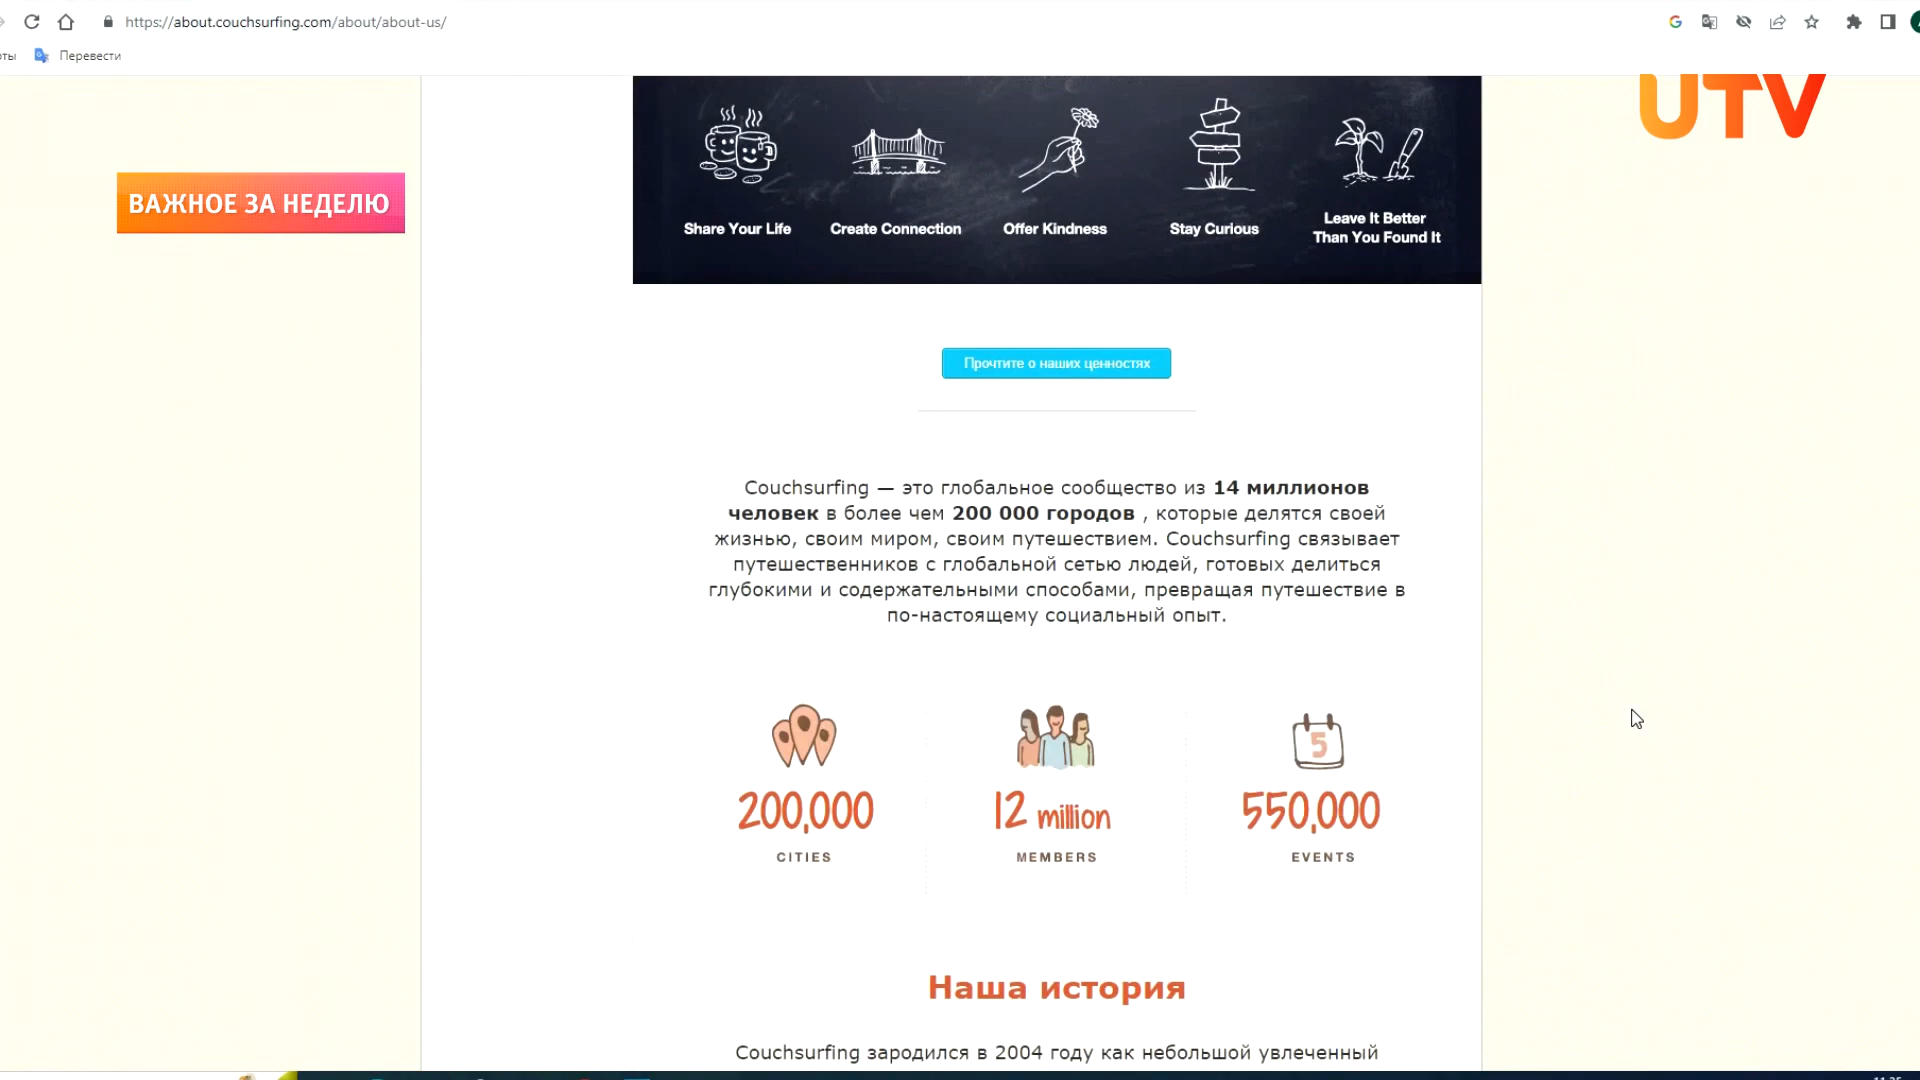 https://about.couchsurfing.com/about/about-us/
Перевести
UTV
ВАЖНОЕ ЗА НЕДЕЛЮ
Share Your Life
Create Connection
Offer Kindness
Stay Curious
Leave It Better
Than You Found It
Прочтите о наших ценностях
Couchsurfing — это глобальное сообщество из 14 миллионов
человек в более чем 200 000 городов , которые делятся своей
жизнью, своим миром, своим путешествием. Couchsurfing связывает
путешественников с глобальной сетью людей, готовых делиться
глубокими и содержательными способами, превращая путешествие в
по-настоящему социальный опыт.
5
200,000
CITIES
12 million
MEMBERS
550,000
EVENTS
Наша история
Couchsurfing зародился в 2004 году как небольшой увлеченный